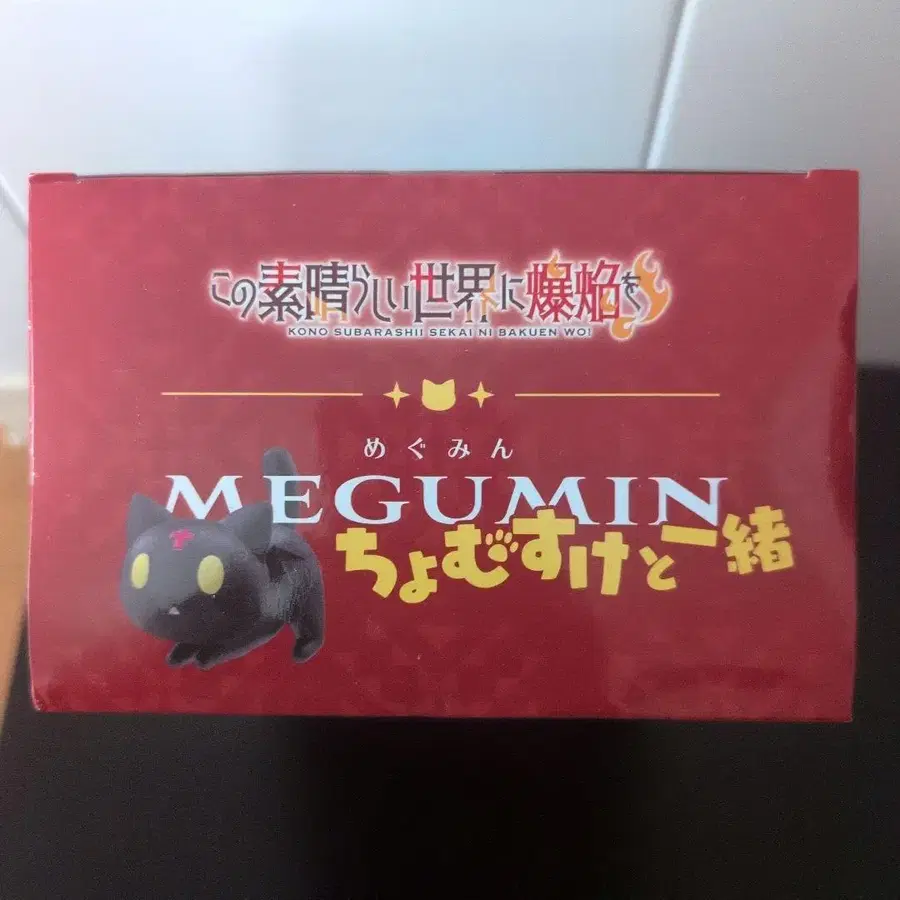 この素晴らしい世界に爆焔を
KONO SUBARASHII SEKAI NI BAKUEN WO!
めぐみん
MEGUMIN
ちょむすけと一緒